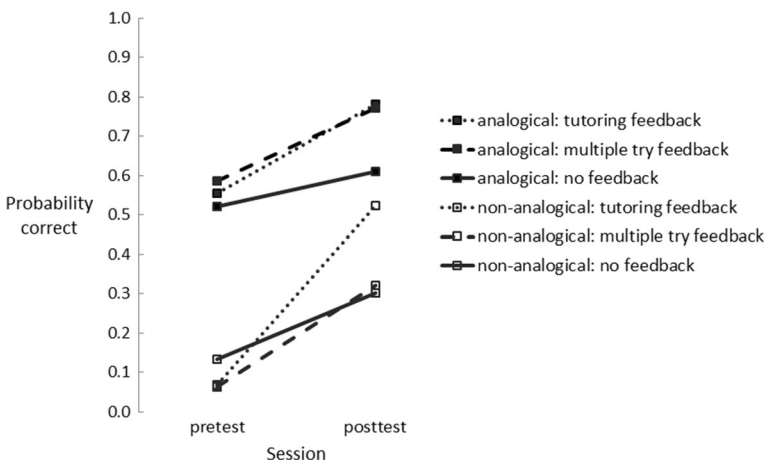 1.0
0.9
0.8
0.7
0.6
0.5
0.4
0.3
0.2
0.1
0.0
Probability
correct
pretest
posttest
Session
analogical: tutoring feedback
analogical: multiple try feedback
analogical: no feedback
non-analogical: tutoring feedback
non-analogical: multiple try feedback
non-analogical: no feedback